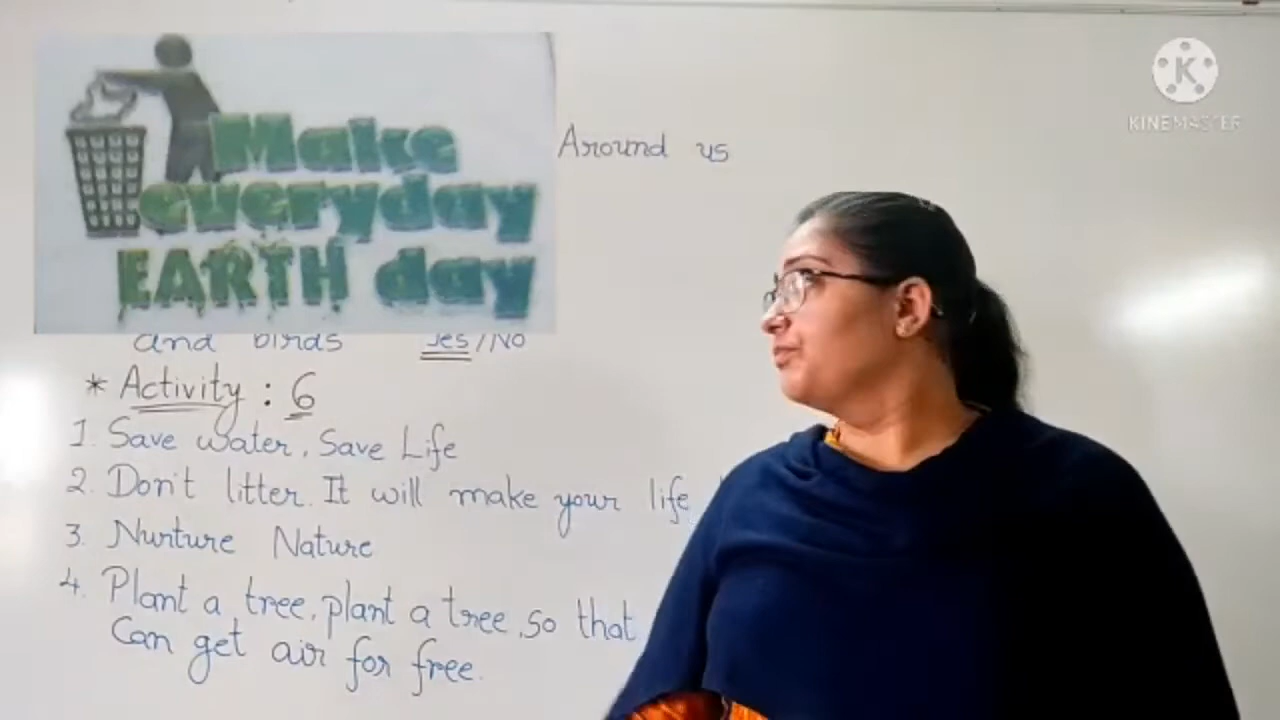 Make
everyday
EARTH day
Around us
KINEMASTER
and birds Yes/No
* Activity : 6
1. Save water, Save Life
2. Don't litter. It will make your life
3. Nurture Nature
4. Plant a tree, plant a tree, so that
Can get air for free.